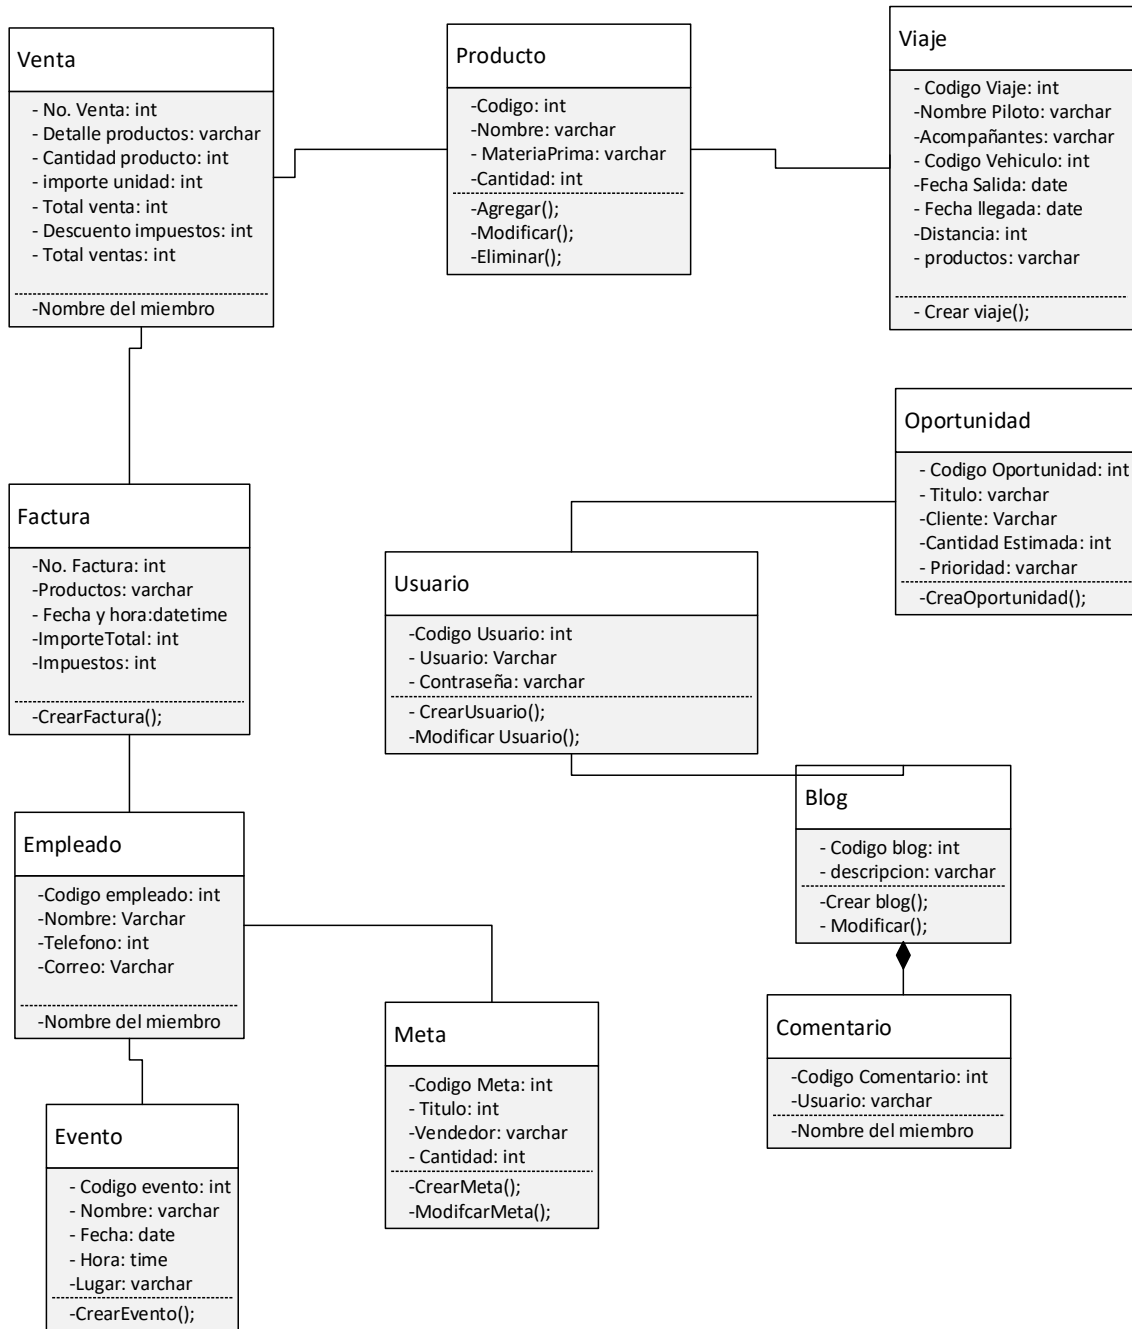 Venta
- No. Venta: int
- Detalle productos: varchar
- Cantidad producto: int
- importe unidad: int
- Total venta: int
- Descuento impuestos: int
- Total ventas: int
-Nombre del miembro
Producto
-Codigo: int
-Nombre: varchar
- MateriaPrima: varchar
-Cantidad: int
-Agregar();
-Modificar();
-Eliminar();
Viaje
- Codigo Viaje: int
-Nombre Piloto: varchar
-Acompañantes: varchar
- Codigo Vehiculo: int
-Fecha Salida: date
- Fecha llegada: date
-Distancia: int
- productos: varchar
- Crear viaje();
Oportunidad
- Codigo Oportunidad: int
- Titulo: varchar
-Cliente: Varchar
-Cantidad Estimada: int
- Prioridad: varchar
-CreaOportunidad();
Factura
-No. Factura: int
-Productos: varchar
- Fecha y hora:datetime
-ImporteTotal: int
-Impuestos: int
-CrearFactura();
Usuario
-Codigo Usuario: int
- Usuario: Varchar
- Contraseña: varchar
- CrearUsuario();
-Modificar Usuario();
Blog
- Codigo blog: int
- descripcion: varchar
-Crear blog();
- Modificar();
Empleado
-Codigo empleado: int
-Nombre: Varchar
-Telefono: int
-Correo: Varchar
-Nombre del miembro
Meta
-Codigo Meta: int
- Titulo: int
-Vendedor: varchar
- Cantidad: int
-CrearMeta();
-ModifcarMeta();
Comentario
-Codigo Comentario: int
-Usuario: varchar
-Nombre del miembro
Evento
- Codigo evento: int
- Nombre: varchar
- Fecha: date
- Hora: time
-Lugar: varchar
-CrearEvento();